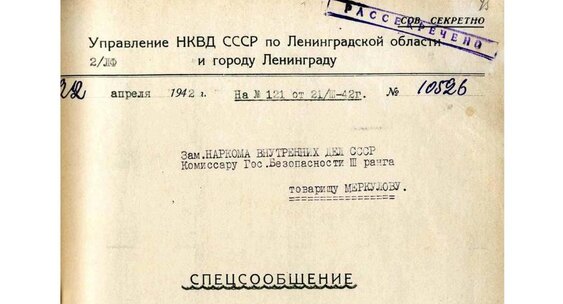 СОВ. СЕКРЕТНО
РАССЕКРЕЧЕНО
Управление НКВД СССР по Ленинградской области
2/ЛФ
и городу Ленинграду
22 апреля 1942 г. На № 121 от 21/III-42г. № 10526
Зам.НАРКОМА ВНУТРЕННИХ ДЕЛ СССР
Комиссару Гос.Безопасности III ранга
товарищу МЕРКУЛОВУ.
СПЕЦСООБЩЕНИЕ